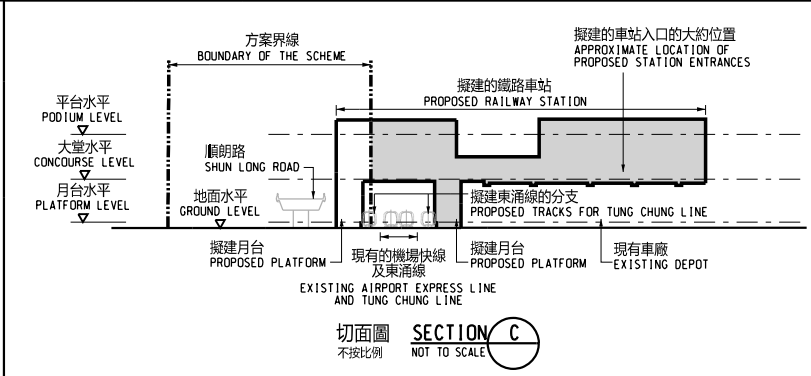 方案界線
BOUNDARY OF THE SCHEME
擬建的車站入口的大約位置
APPROXIMATE LOCATION OF
PROPOSED STATION ENTRANCES
擬建的鐵路車站
PROPOSED RAILWAY STATION
平台水平
PODIUM LEVEL
大堂水平
CONCOURSE LEVEL
月台水平
PLATFORM LEVEL
順朗路
SHUN LONG ROAD
地面水平
GROUND LEVEL
擬建東涌線的分支
PROPOSED TRACKS FOR TUNG CHUNG LINE
擬建月台
PROPOSED PLATFORM
現有的機場快線
及東涌線
EXISTING AIRPORT EXPRESS LINE
AND TUNG CHUNG LINE
擬建月台
PROPOSED PLATFORM
現有車廠
EXISTING DEPOT
切面圖
不按比例
SECTION C
NOT TO SCALE